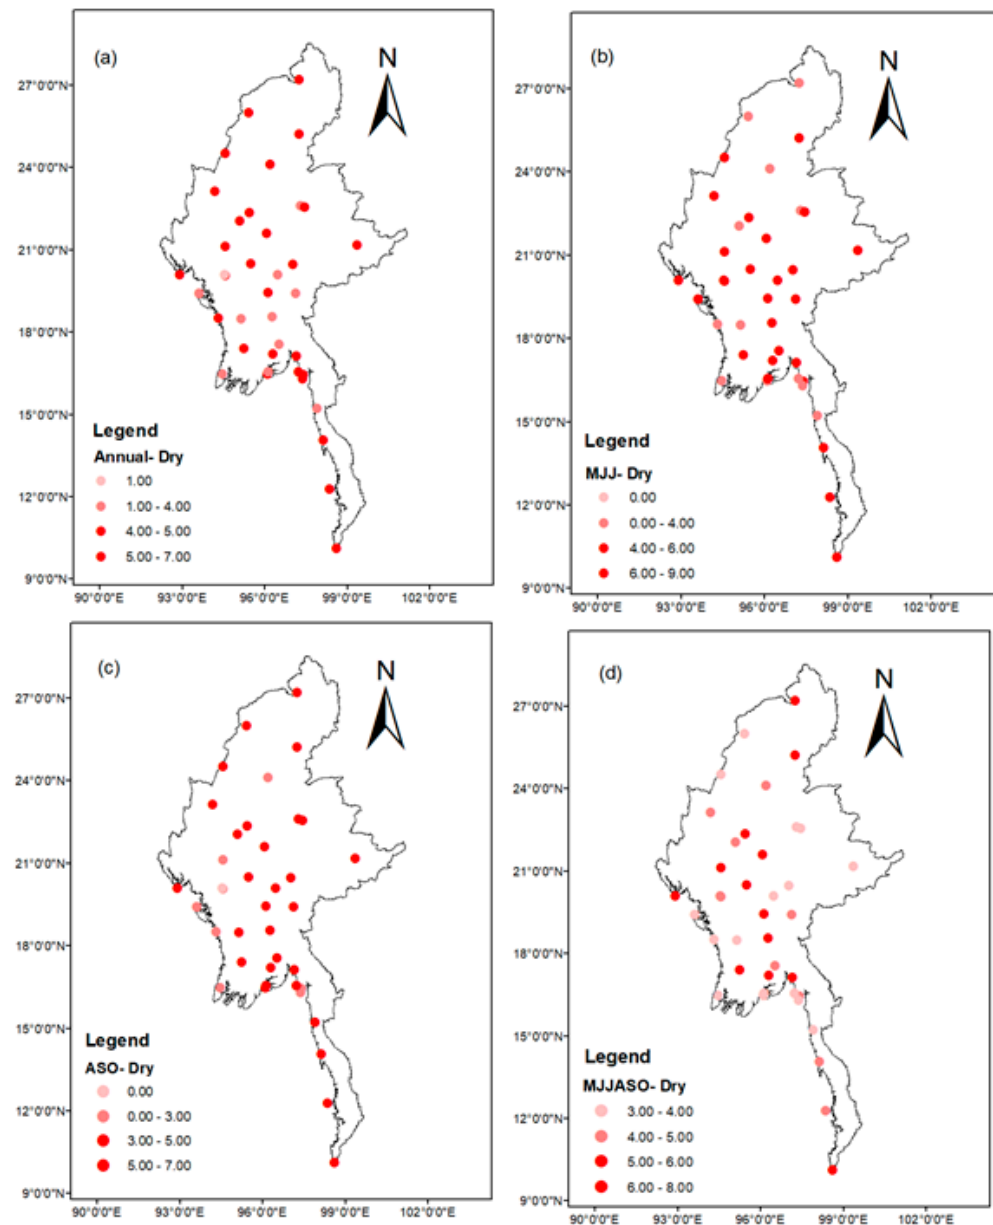 (a)
N
27°0'0"N
24°0'0"N
21°0'0"N
18°0'0"N
15°0'0"N
12°0'0"N
9°0'0"N
Legend
Annual- Dry
1.00
1.00 - 4.00
4.00 - 5.00
5.00 - 7.00
90°0'0"E 93°0'0"E 96°0'0"E 99°0'0"E 102°0'0"E
(b)
N
27°0'0"N
24°0'0"N
21°0'0"N
18°0'0"N
15°0'0"N
12°0'0"N
9°0'0"N
Legend
MJJ- Dry
0.00
0.00 - 4.00
4.00 - 6.00
6.00 - 9.00
90°0'0"E 93°0'0"E 96°0'0"E 99°0'0"E 102°0'0"E
(c)
N
27°0'0"N
24°0'0"N
21°0'0"N
18°0'0"N
15°0'0"N
12°0'0"N
9°0'0"N
Legend
ASO- Dry
0.00
0.00 - 3.00
3.00 - 5.00
5.00 - 7.00
90°0'0"E 93°0'0"E 96°0'0"E 99°0'0"E 102°0'0"E
(d)
N
27°0'0"N
24°0'0"N
21°0'0"N
18°0'0"N
15°0'0"N
12°0'0"N
9°0'0"N
Legend
MJJASO- Dry
3.00 - 4.00
4.00 - 5.00
5.00 - 6.00
6.00 - 8.00
90°0'0"E 93°0'0"E 96°0'0"E 99°0'0"E 102°0'0"E